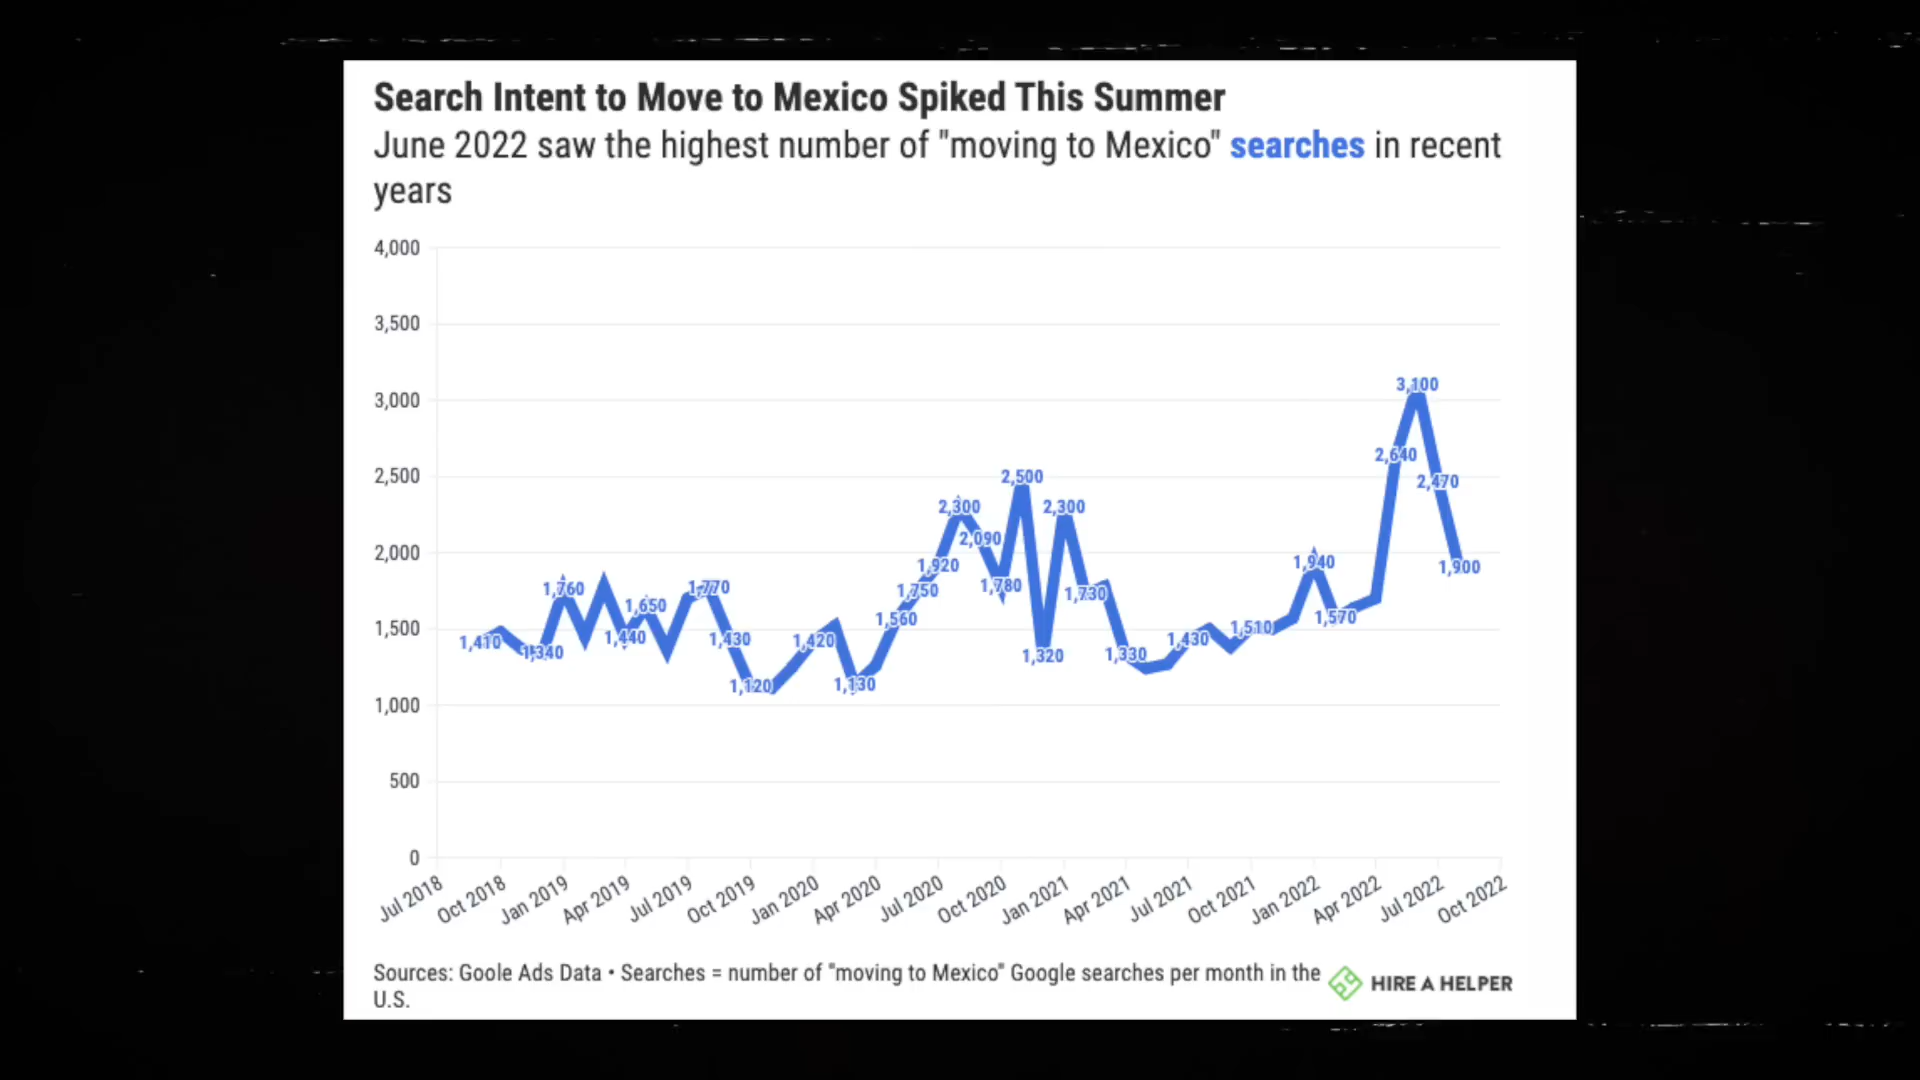 Search Intent to Move to Mexico Spiked This Summer
June 2022 saw the highest number of "moving to Mexico" searches in recent
years
4,000
3,500
3,000
2,500
2,000
1,500
1,000
500
0
1,410
1,340
1,760
1,440
1,650
1,770
1,430
1,120
1,420
1,130
1,560
1,750
1,920
2,300
2,090
1,780
2,500
1,320
2,300
1,730
1,330
1,430
1,510
1,940
1,570
2,640
3,100
2,470
1,900
Jul 2018
Oct 2018
Jan 2019
Apr 2019
Jul 2019
Oct 2019
Jan 2020
Apr 2020
Jul 2020
Oct 2020
Jan 2021
Apr 2021
Jul 2021
Oct 2021
Jan 2022
Apr 2022
Jul 2022
Oct 2022
Sources: Goole Ads Data • Searches = number of "moving to Mexico" Google searches per month in the
U.S.
HIRE A HELPER